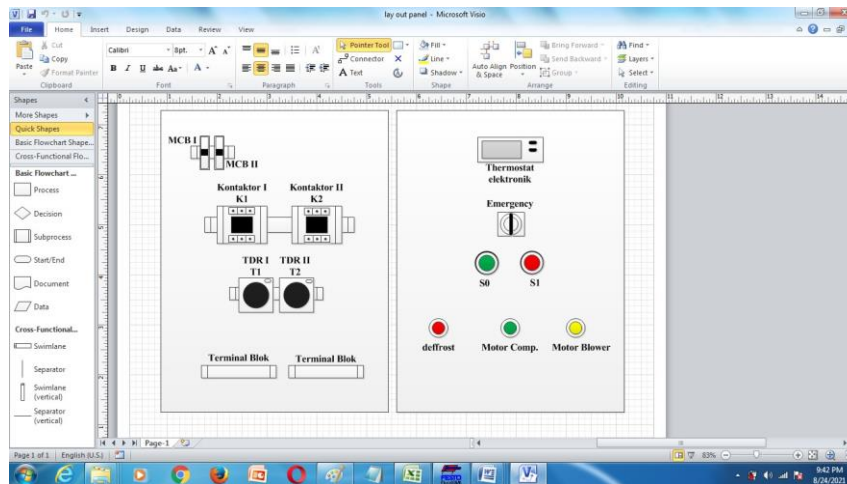 lay out panel - Microsoft Visio
File Home Insert Design Data Review View
Cut
Copy
Format Painter
Paste
Clipboard
Calibri 8pt.
Font
Paragraph
Pointer Tool
Connector
A Text
Tools
Fill
Line
Shadow
Shape
Auto Align & Space
Position
Bring Forward
Send Backward
Group
Arrange
Find
Layers
Select
Editing
Shapes
More Shapes
Quick Shapes
Basic Flowchart Shape...
Cross-Functional Flo...
Basic Flowchart ...
Process
Decision
Subprocess
Start/End
Document
Data
Cross-Functional...
Swimlane
Separator
Swimlane (vertical)
Separator (vertical)
MCB I
MCB II
Kontaktor I
K1
Kontaktor II
K2
TDR I
T1
TDR II
T2
Terminal Blok
Terminal Blok
Thermostat
elektronik
Emergency
S0
S1
deffrost
Motor Comp.
Motor Blower
Page-1
Page 1 of 1 English (U.S.)
83%
9:42 PM
8/24/2021